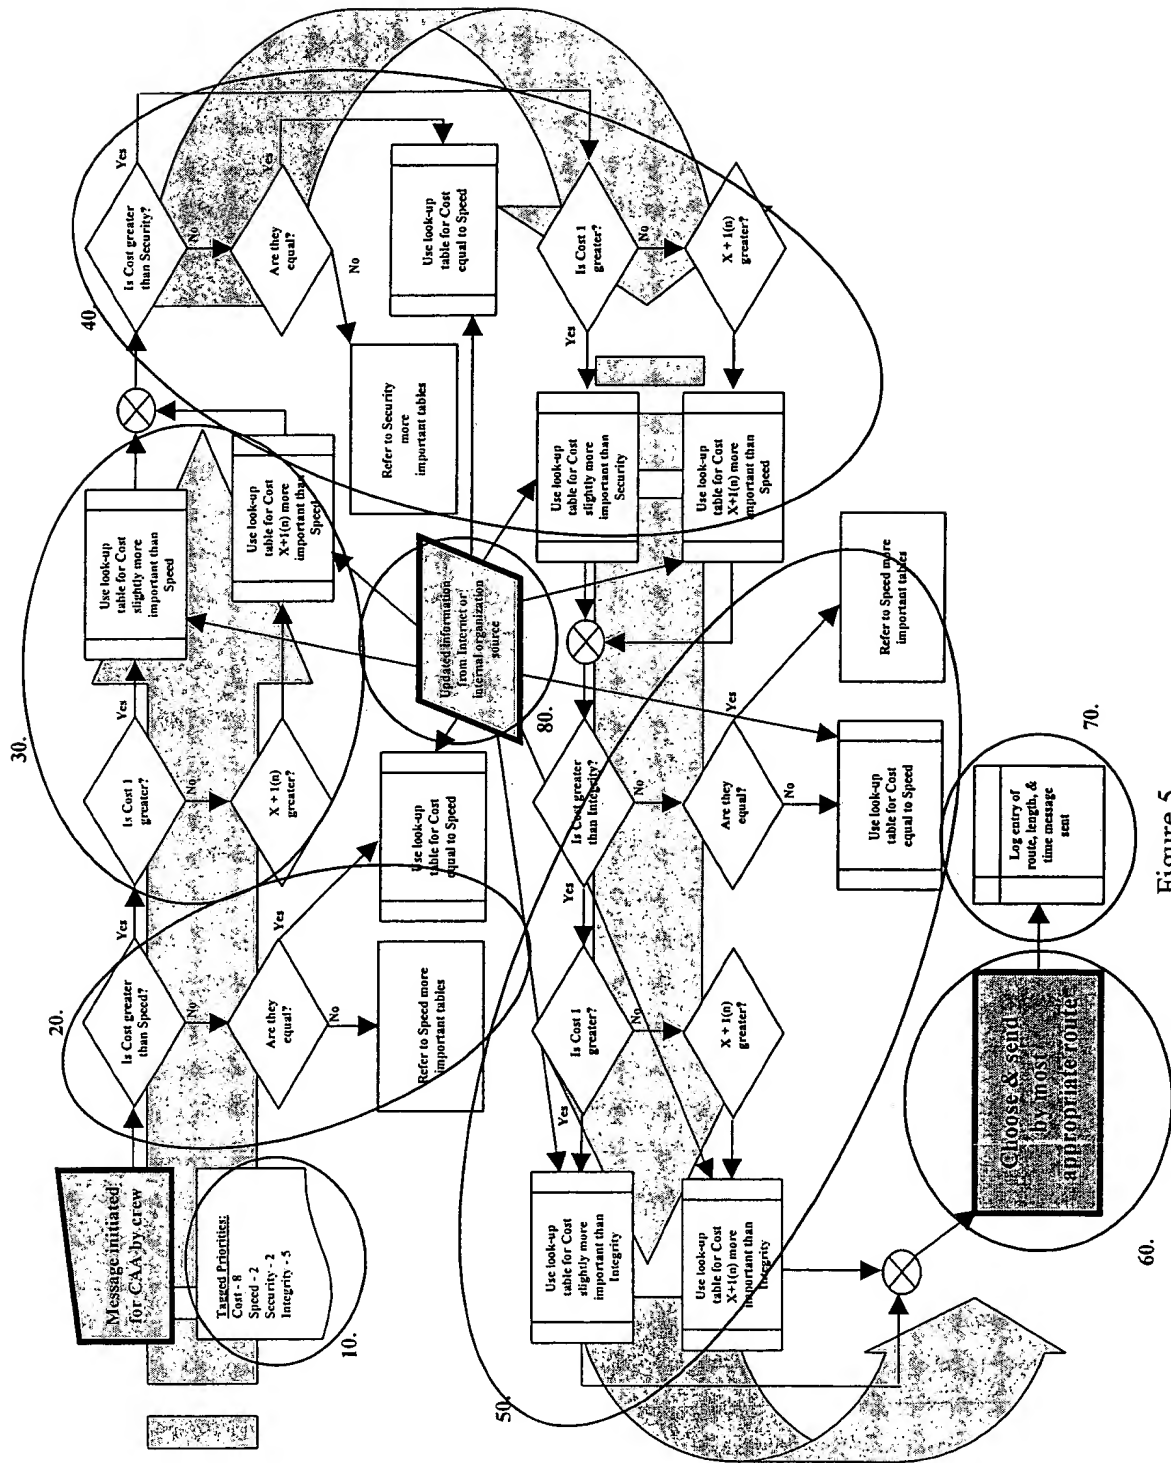 Message initiated
for CAA by crew
Tagged Priorities:
Cost - 8
Speed - 2
Security - 2
Integrity - 5
10.
20.
Is Cost greater
than Speed?
Yes
No
Are they
equal?
Yes
No
Refer to Speed more
important tables
Use look-up
table for Cost
equal to Speed
30.
Is Cost 1
greater?
Yes
No
X + 1(n)
greater?
Use look-up
table for Cost
slightly more
important than
Speed
Use look-up
table for Cost
X+1(n) more
important than
Speed
40.
Is Cost greater
than Security?
Yes
No
Are they
equal?
Yes
No
Refer to Security
more
important tables
Use look-up
table for Cost
equal to Speed
Is Cost 1
greater?
Yes
No
X + 1(n)
greater?
Use look-up
table for Cost
slightly more
important than
Security
Use look-up
table for Cost
X+1(n) more
important than
Speed
80.
Updated information
from Internet or
Internal organization
source
Is Cost greater
than Integrity?
Yes
No
Are they
equal?
Yes
No
Refer to Speed more
important tables
Use look-up
table for Cost
equal to Speed
50.
Is Cost 1
greater?
Yes
No
X + 1(n)
greater?
Use look-up
table for Cost
slightly more
important than
Integrity
Use look-up
table for Cost
X+1(n) more
important than
Integrity
60.
Choose & send
by most
appropriate route
70.
Log entry of
route, length, &
time message
sent
Figure 5